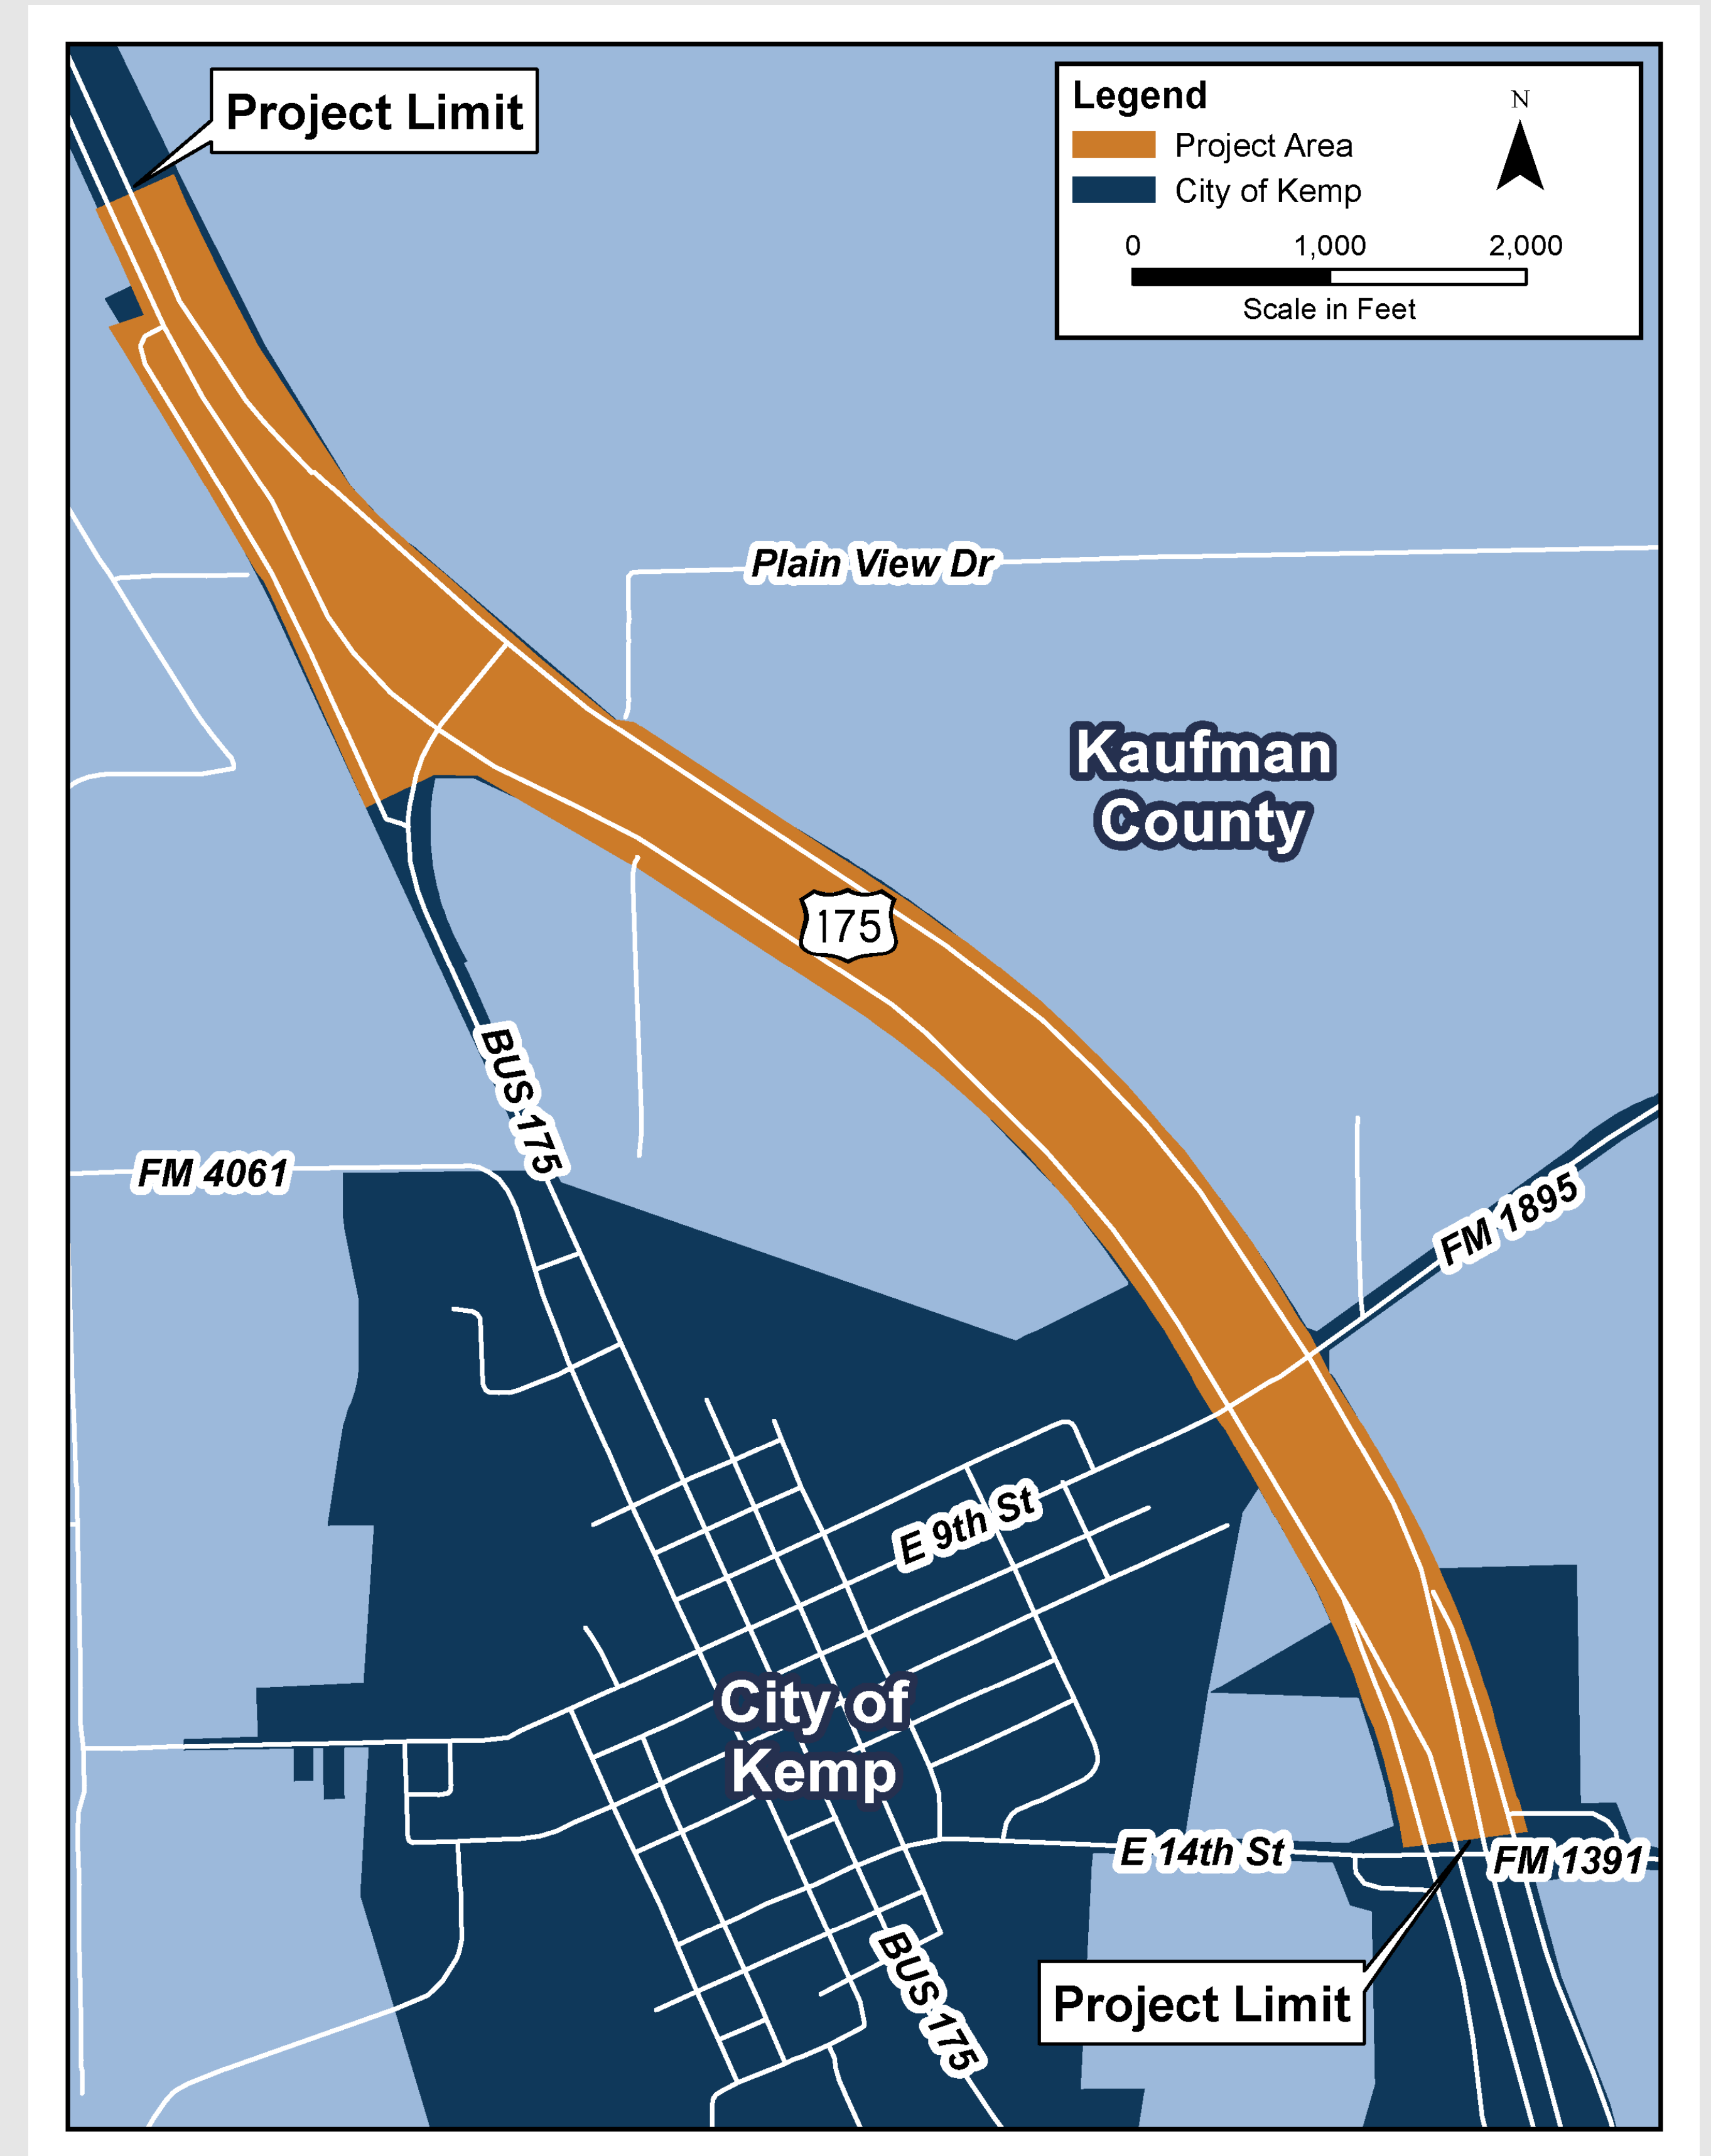 Project Limit
Legend
N
Project Area
City of Kemp
0 1,000 2,000
Scale in Feet
Plain View Dr
Kaufman
County
175
BUS 175
FM 4061
FM 1895
E 9th St
City of
Kemp
E 14th St
FM 1391
BUS 175
Project Limit